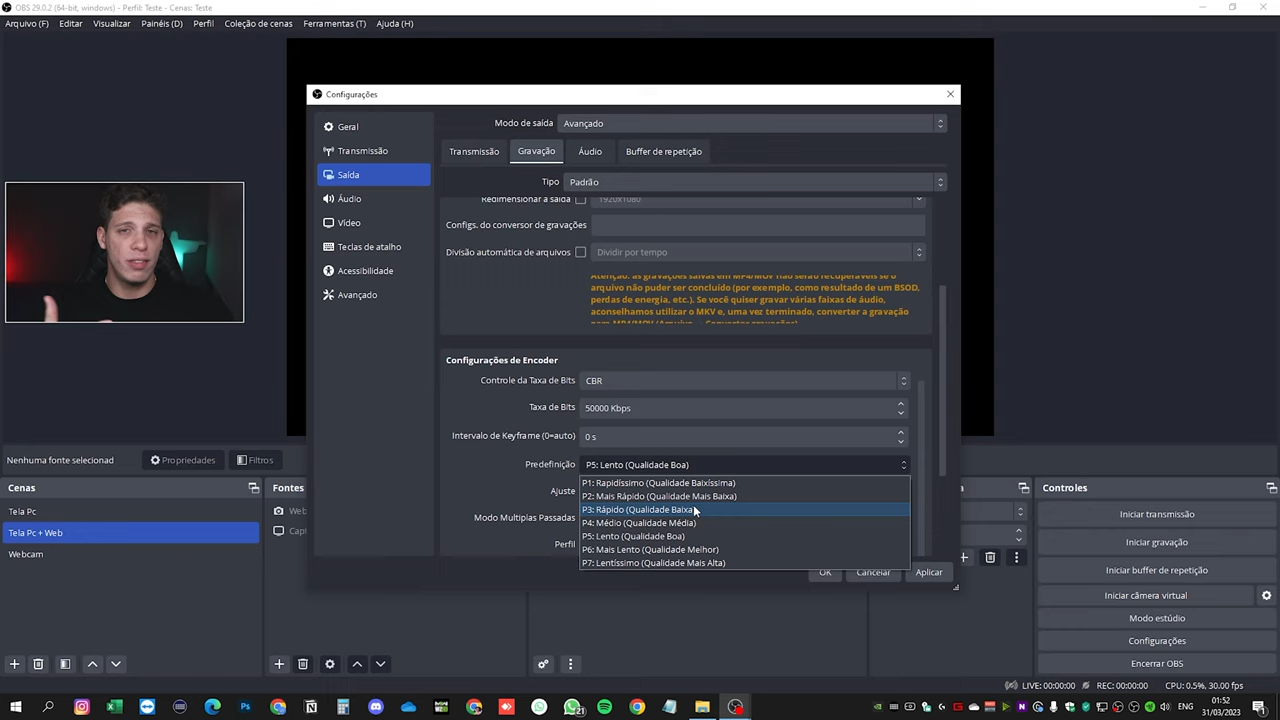 OBS 29.0.2 (64-bit, windows) - Perfil: Teste - Cenas: Teste
Arquivo (F) Editar Visualizar Painéis (D) Perfil Coleção de cenas Ferramentas (T) Ajuda (H)
Configurações
Geral
Transmissão
Saída
Áudio
Vídeo
Teclas de atalho
Acessibilidade
Avançado
Modo de saída Avançado
Transmissão Gravação Áudio Buffer de repetição
Tipo Padrão
Redimensionar a saída 1920x1080
Configs. do conversor de gravações
Divisão automática de arquivos Dividir por tempo
Atenção: as gravações salvas em MP4/MOV não serão recuperáveis se o
arquivo não puder ser concluído (por exemplo, como resultado de um BSOD,
perdas de energia, etc.). Se você quiser gravar várias faixas de áudio,
aconselhamos utilizar o MKV e, uma vez terminado, converter a gravação
para MP4/MOV (Arquivo → Converter gravações)
Configurações de Encoder
Controle da Taxa de Bits CBR
Taxa de Bits 50000 Kbps
Intervalo de Keyframe (0=auto) 0 s
Predefinição P5: Lento (Qualidade Boa)
P1: Rapidíssimo (Qualidade Baixíssima)
P2: Mais Rápido (Qualidade Mais Baixa)
P3: Rápido (Qualidade Baixa)
P4: Médio (Qualidade Média)
P5: Lento (Qualidade Boa)
P6: Mais Lento (Qualidade Melhor)
P7: Lentíssimo (Qualidade Mais Alta)
Ajuste
Modo Multiplas Passadas
Perfil
OK Cancelar Aplicar
Nenhuma fonte selecionad Propriedades Filtros
Cenas
Tela Pc
Tela Pc + Web
Webcam
Fontes
Web
Capt
Controles
Iniciar transmissão
Iniciar gravação
Iniciar buffer de repetição
Iniciar câmera virtual
Modo estúdio
Configurações
Encerrar OBS
LIVE: 00:00:00 REC: 00:00:00 CPU: 0.5%, 30.00 fps
21
ENG
01:52
31/03/2023